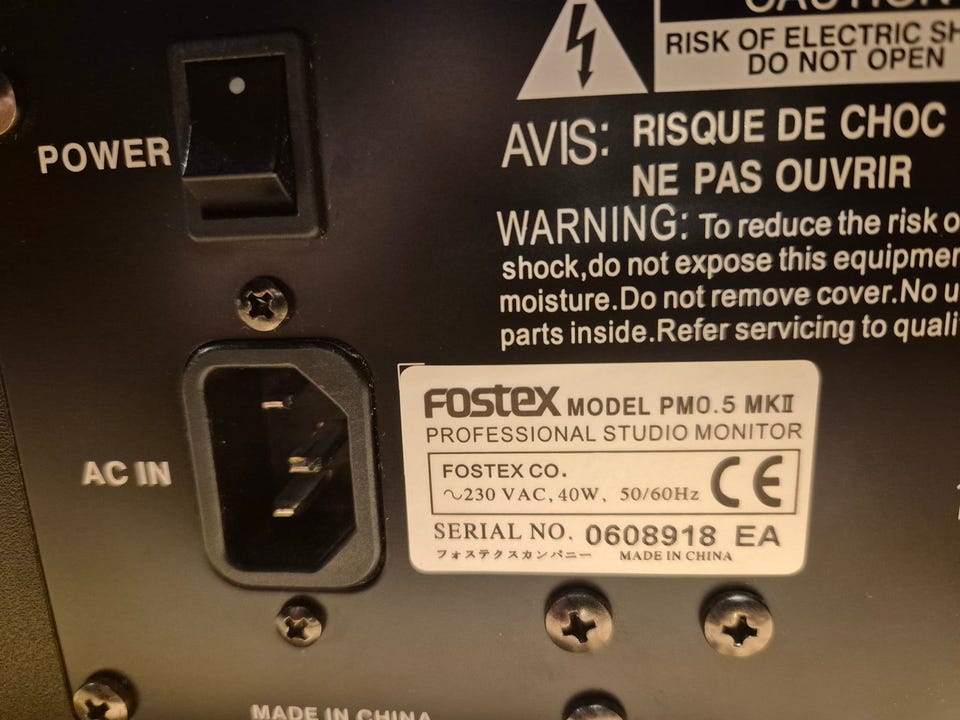 POWER
AC IN
CAUTION
RISK OF ELECTRIC SH
DO NOT OPEN
AVIS: RISQUE DE CHOC
NE PAS OUVRIR
WARNING: To reduce the risk o
shock,do not expose this equipmen
moisture.Do not remove cover.No u
parts inside.Refer servicing to quali
FOSTEX MODEL PM0.5 MKII
PROFESSIONAL STUDIO MONITOR
FOSTEX CO.
~230 VAC, 40W, 50/60Hz CE
SERIAL NO. 0608918 EA
フォステクスカンパニー MADE IN CHINA
MADE IN CHINA